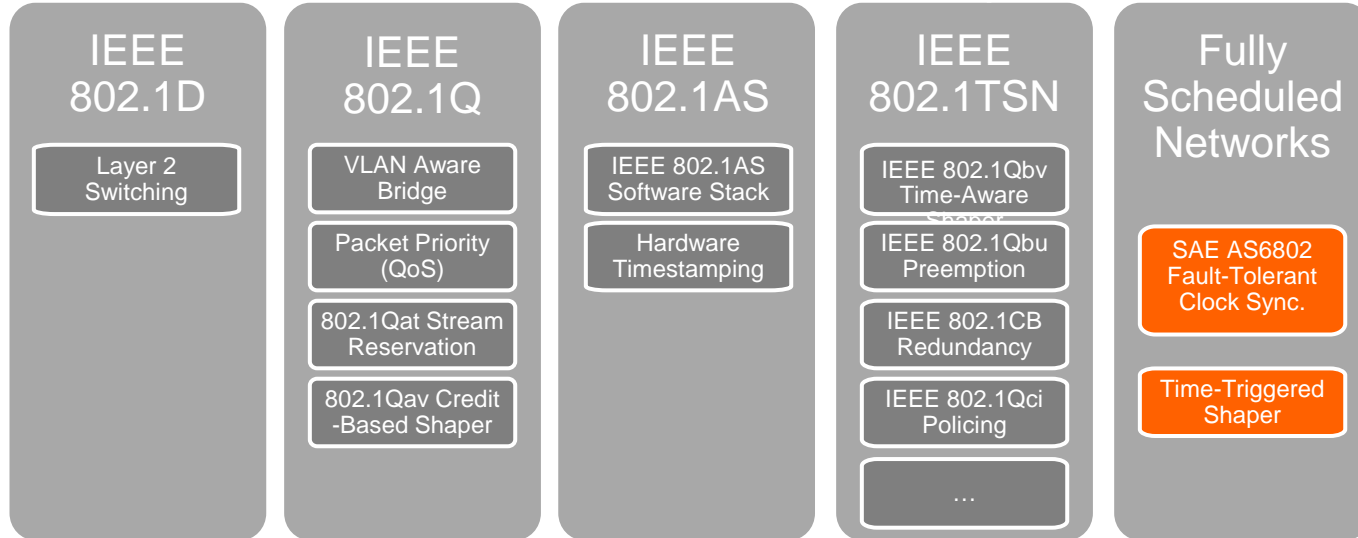 IEEE
802.1D
Layer 2
Switching
IEEE
802.1Q
VLAN Aware
Bridge
Packet Priority
(QoS)
802.1Qat Stream
Reservation
802.1Qav Credit
-Based Shaper
IEEE
802.1AS
IEEE 802.1AS
Software Stack
Hardware
Timestamping
IEEE
802.1TSN
IEEE 802.1Qbv
Time-Aware
Shaper
IEEE 802.1Qbu
Preemption
IEEE 802.1CB
Redundancy
IEEE 802.1Qci
Policing
…
Fully
Scheduled
Networks
SAE AS6802
Fault-Tolerant
Clock Sync.
Time-Triggered
Shaper